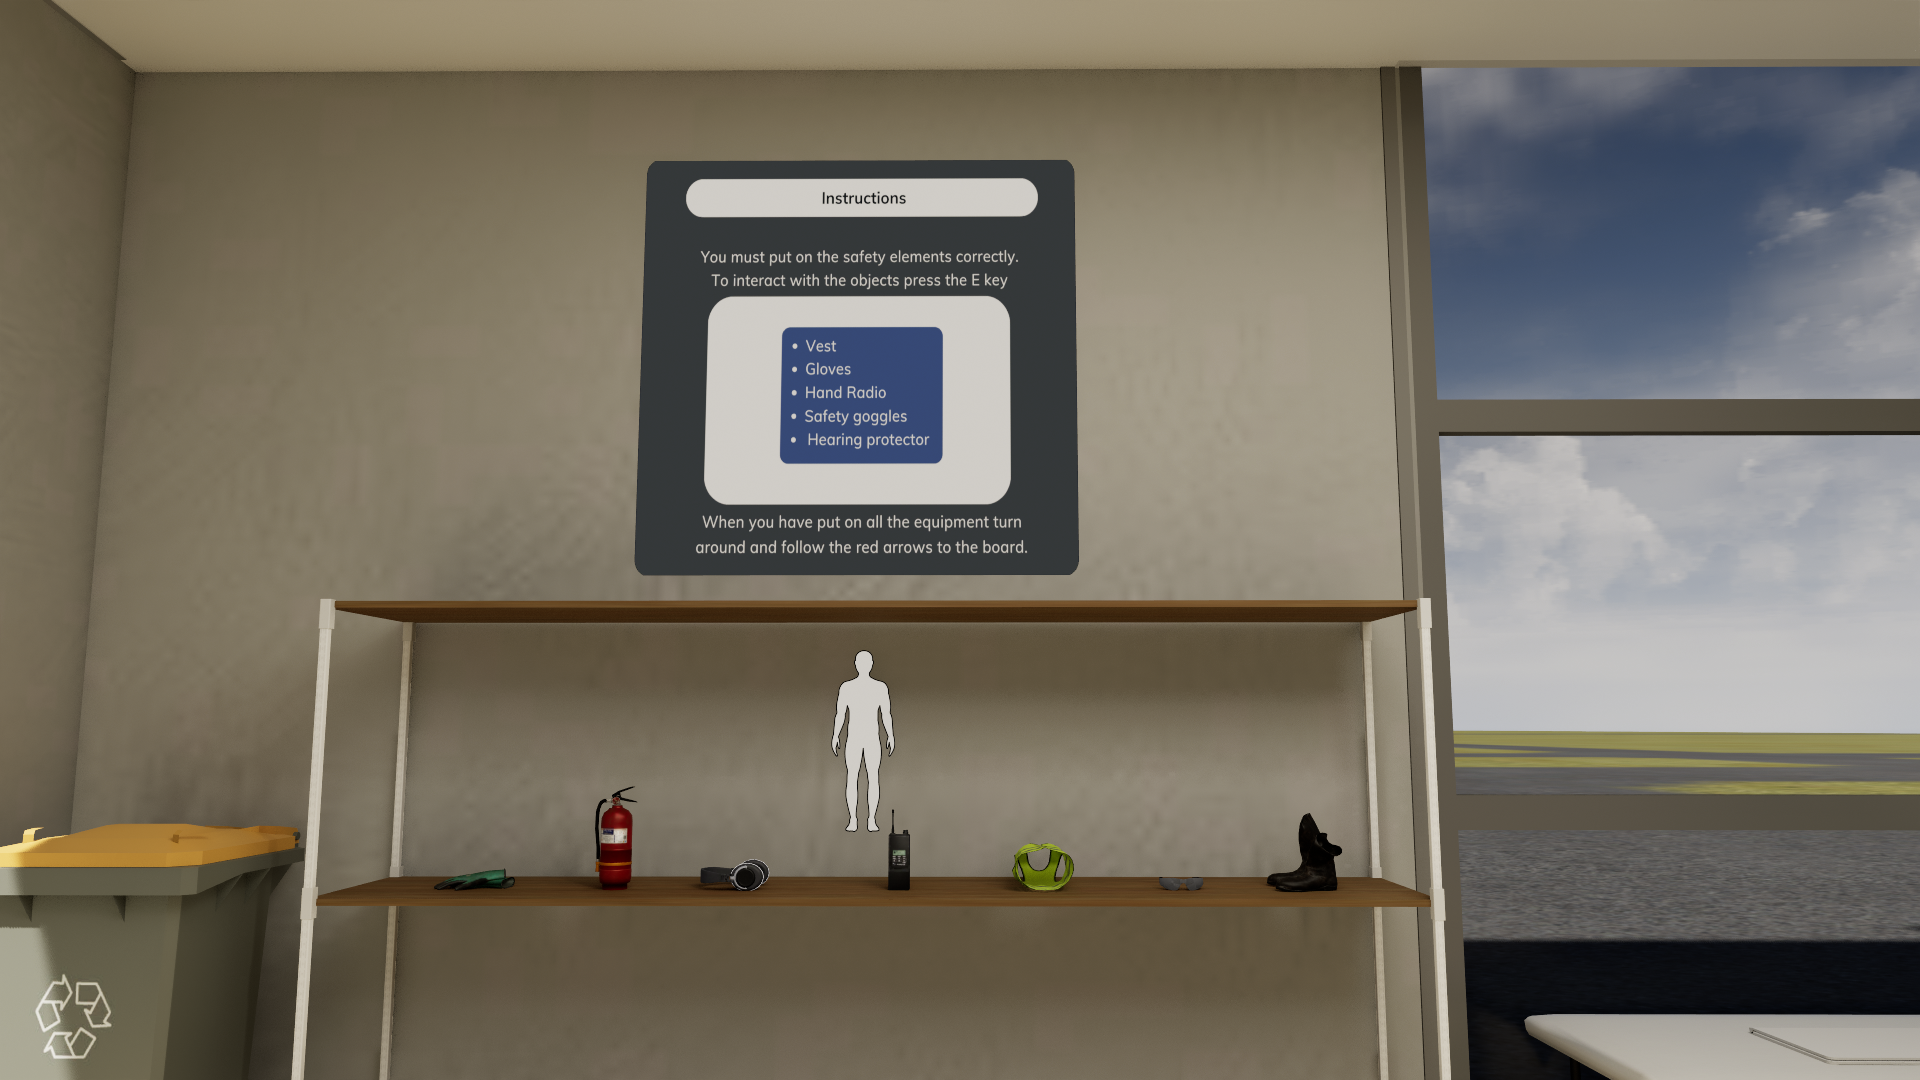 Instructions
You must put on the safety elements correctly.
To interact with the objects press the E key
• Vest
• Gloves
• Hand Radio
• Safety goggles
• Hearing protector
When you have put on all the equipment turn
around and follow the red arrows to the board.